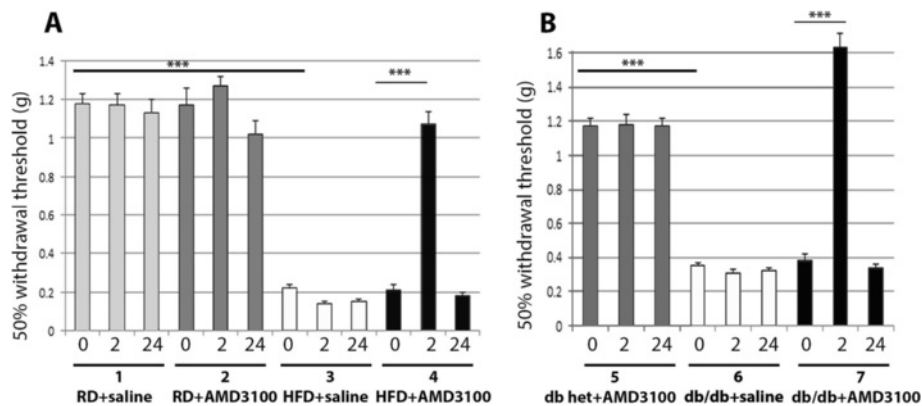 A
***
***
50% withdrawal threshold (g)
1.4
1.2
1
0.8
0.6
0.4
0.2
0
0 2 24 0 2 24 0 2 24 0 2 24
1 2 3 4
RD+saline RD+AMD3100 HFD+saline HFD+AMD3100
B
***
***
50% withdrawal threshold (g)
1.6
1.4
1.2
1
0.8
0.6
0.4
0.2
0
0 2 24 0 2 24 0 2 24
5 6 7
db het+AMD3100 db/db+saline db/db+AMD3100